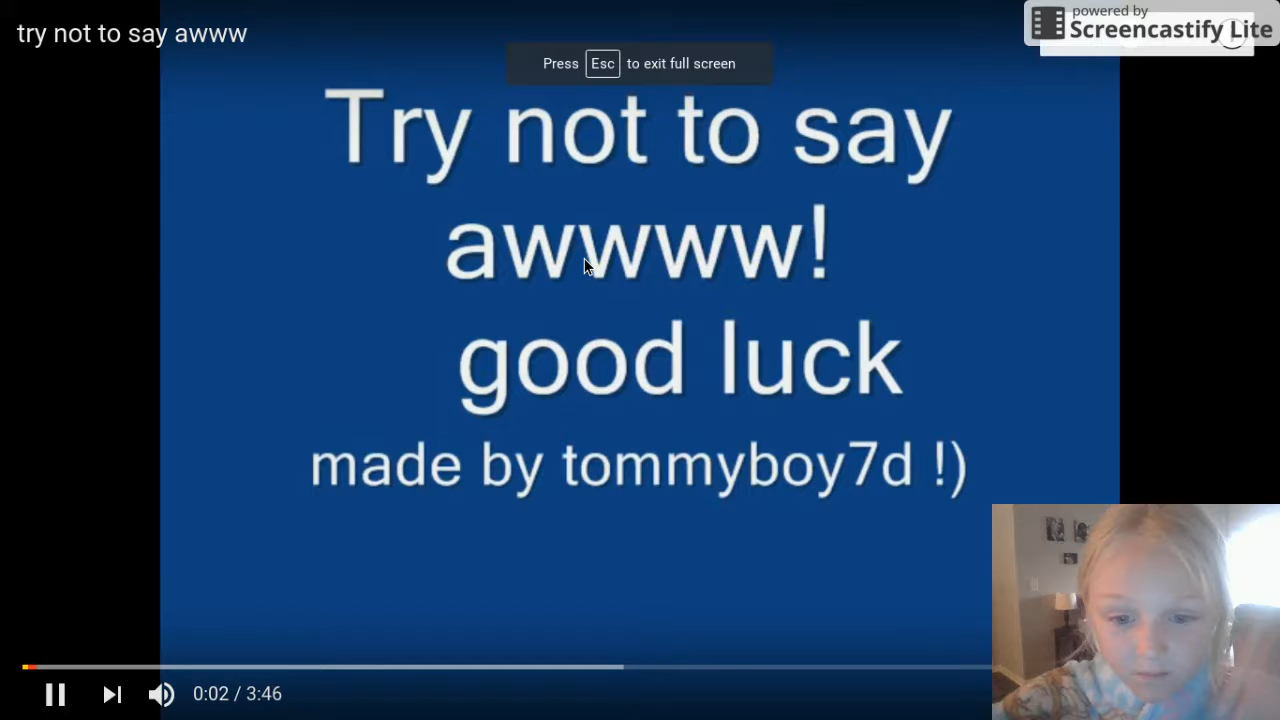 try not to say awww
powered by
Screencastify Lite
Press Esc to exit full screen
Try not to say
awwww!
good luck
made by tommyboy7d !)
0:02 / 3:46